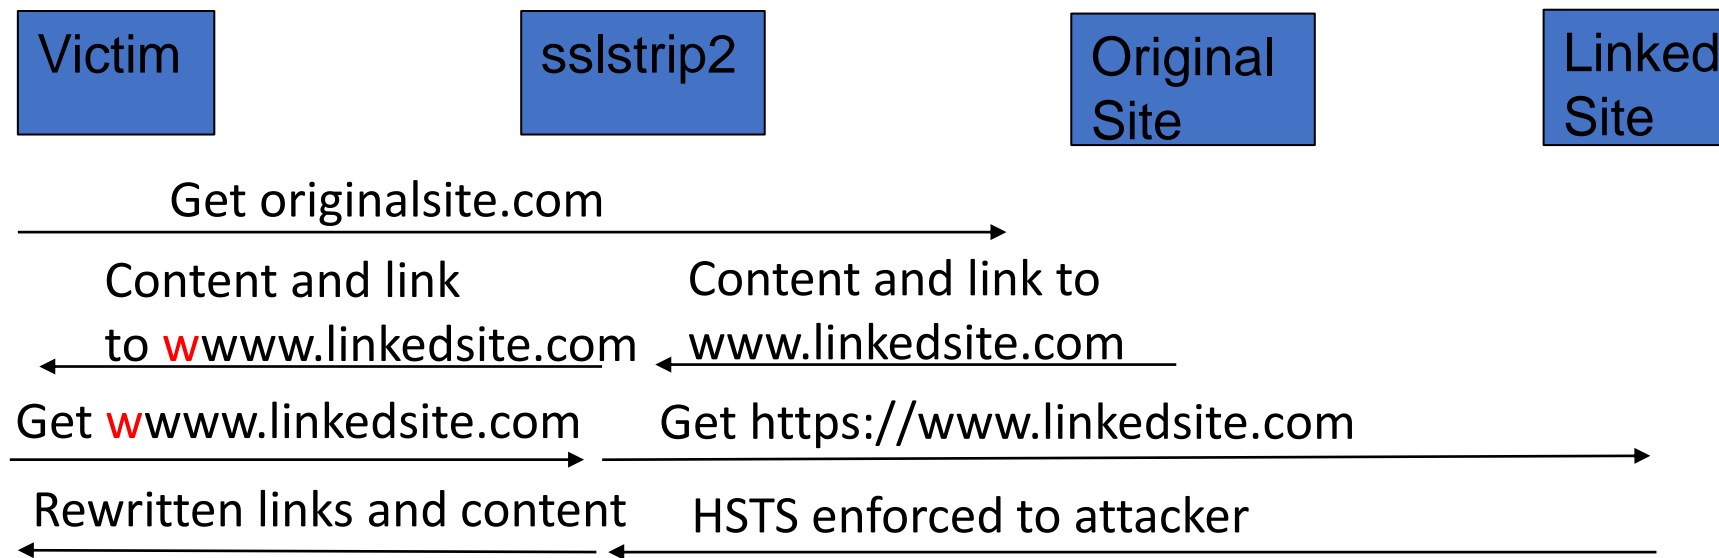 Victim
sslstrip2
Original
Site
Linked
Site
Get originalsite.com
Content and link
to wwww.linkedsite.com
Content and link to
www.linkedsite.com
Get wwww.linkedsite.com
Get https://www.linkedsite.com
Rewritten links and content
HSTS enforced to attacker